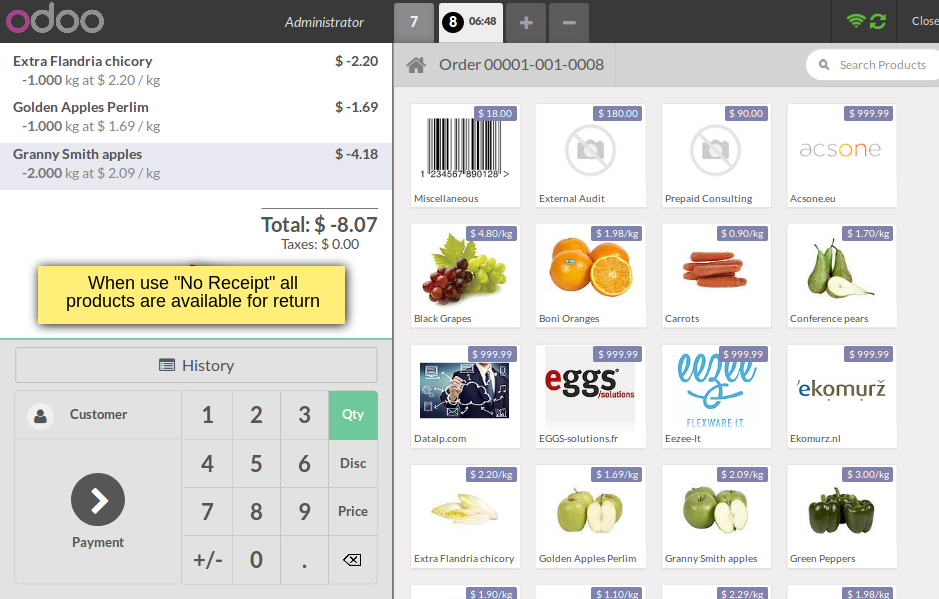 odoo
Administrator
7
8 06:48
+
−
Close
Extra Flandria chicory $ -2.20
-1.000 kg at $ 2.20 / kg
Golden Apples Perlim $ -1.69
-1.000 kg at $ 1.69 / kg
Granny Smith apples $ -4.18
-2.000 kg at $ 2.09 / kg
Total: $ -8.07
Taxes: $ 0.00
When use "No Receipt" all
products are available for return
History
Customer
Payment
1 2 3 Qty
4 5 6 Disc
7 8 9 Price
+/- 0 .
Order 00001-001-0008
Search Products
$ 18.00
1 234567 890128 >
Miscellaneous
$ 180.00
External Audit
$ 90.00
Prepaid Consulting
$ 999.99
acsone
Acsone.eu
$ 4.80/kg
Black Grapes
$ 1.98/kg
Boni Oranges
$ 0.90/kg
Carrots
$ 1.70/kg
Conference pears
$ 999.99
Datalp.com
$ 999.99
eggs
/solutions
EGGS-solutions.fr
$ 999.99
eezee
FLEXWARE I.T.
Eezee-It
$ 999.99
'ekomurž
Ekomurz.nl
$ 2.20/kg
Extra Flandria chicory
$ 1.69/kg
Golden Apples Perlim
$ 2.09/kg
Granny Smith apples
$ 3.00/kg
Green Peppers
$ 1.90/kg
$ 1.10/kg
$ 2.29/kg
$ 1.98/kg